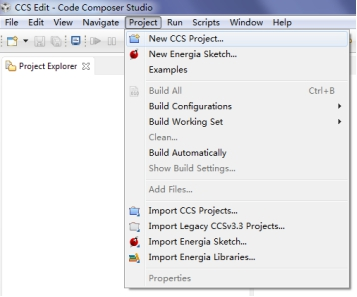 CCS Edit - Code Composer Studio
File Edit View Navigate Project Run Scripts Window Help
New CCS Project...
New Energia Sketch...
Project Explorer
Examples
Build All Ctrl+B
Build Configurations
Build Working Set
Clean...
Build Automatically
Show Build Settings...
Add Files...
Import CCS Projects...
Import Legacy CCSv3.3 Projects...
Import Energia Sketch...
Import Energia Libraries...
Properties